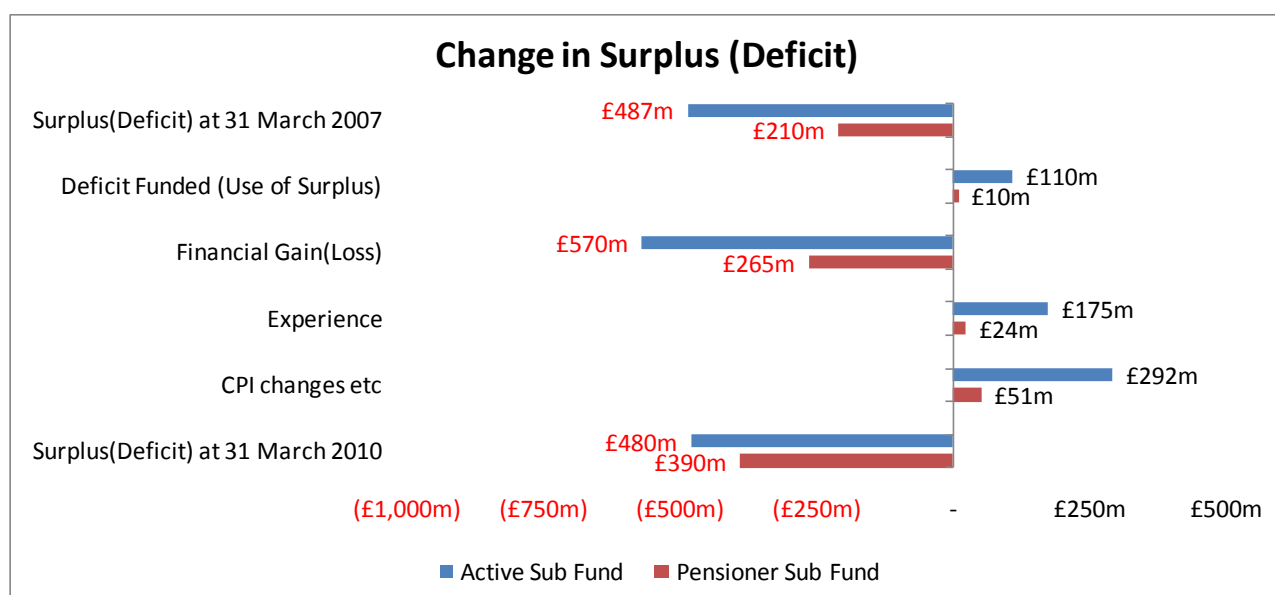 Change in Surplus (Deficit)
Surplus(Deficit) at 31 March 2007
£487m
£210m
Deficit Funded (Use of Surplus)
£110m
£10m
Financial Gain(Loss)
£570m
£265m
Experience
£175m
£24m
CPI changes etc
£292m
£51m
Surplus(Deficit) at 31 March 2010
£480m
£390m
(£1,000m) (£750m) (£500m) (£250m) - £250m £500m
Active Sub Fund Pensioner Sub Fund